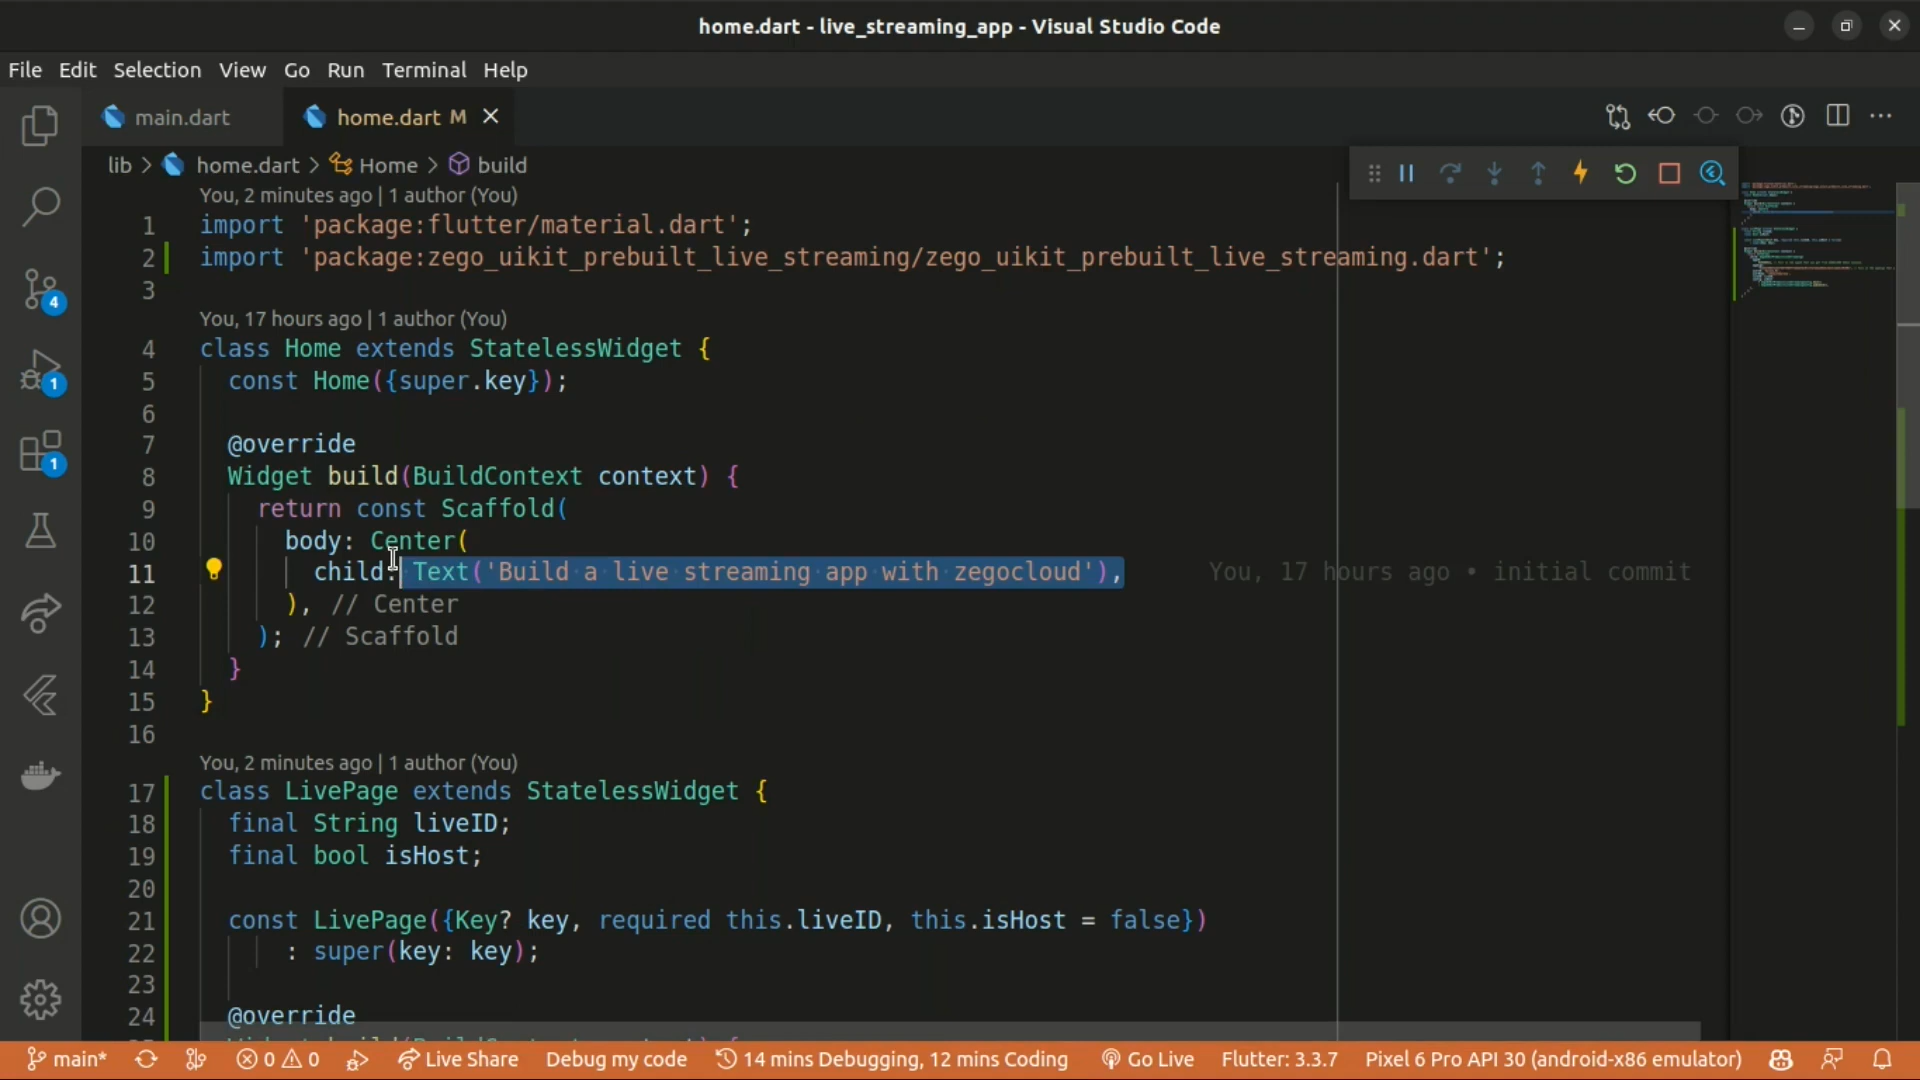 home.dart - live_streaming_app - Visual Studio Code
File Edit Selection View Go Run Terminal Help
main.dart home.dart M
lib > home.dart > Home > build
You, 2 minutes ago | 1 author (You)
1 import 'package:flutter/material.dart';
2 import 'package:zego_uikit_prebuilt_live_streaming/zego_uikit_prebuilt_live_streaming.dart';
3
You, 17 hours ago | 1 author (You)
4 class Home extends StatelessWidget {
5 const Home({super.key});
6
7 @override
8 Widget build(BuildContext context) {
9 return const Scaffold(
10 body: Center(
11 child: Text('Build a live streaming app with zegocloud'), You, 17 hours ago • initial commit
12 ), // Center
13 ); // Scaffold
14 }
15 }
16
You, 2 minutes ago | 1 author (You)
17 class LivePage extends StatelessWidget {
18 final String liveID;
19 final bool isHost;
20
21 const LivePage({Key? key, required this.liveID, this.isHost = false})
22 : super(key: key);
23
24 @override
4
1
1
main* 0 0 Live Share Debug my code 14 mins Debugging, 12 mins Coding Go Live Flutter: 3.3.7 Pixel 6 Pro API 30 (android-x86 emulator)